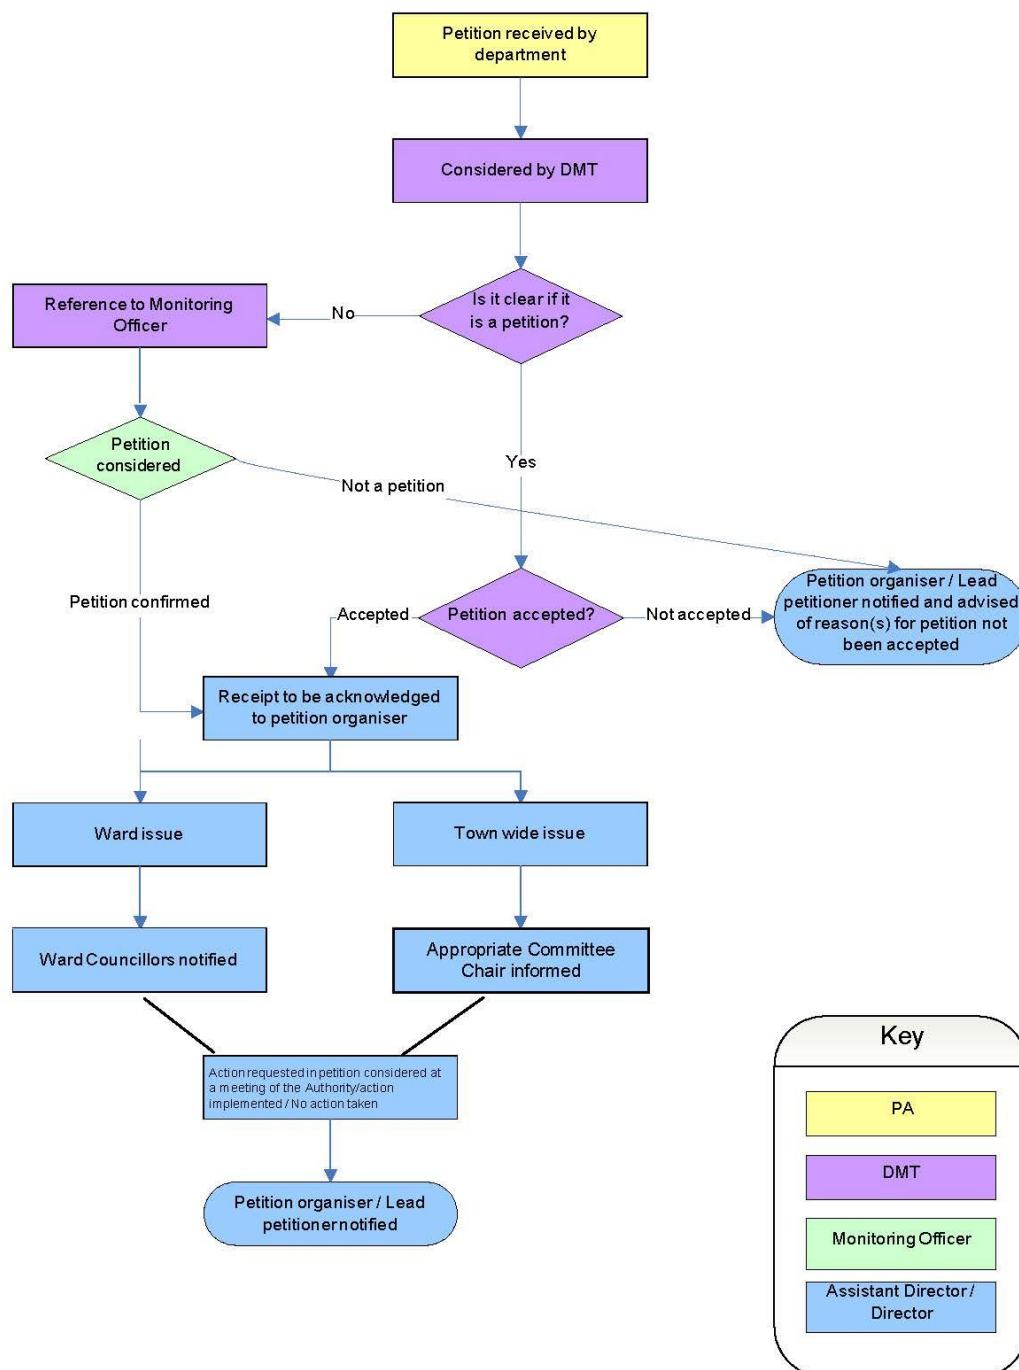 Petition received by
department
Considered by DMT
Is it clear if it
is a petition?
No
Reference to Monitoring
Officer
Petition
considered
Yes
Not a petition
Petition organiser / Lead
petitioner notified and advised
of reason(s) for petition not
been accepted
Petition confirmed
Accepted
Petition accepted?
Not accepted
Receipt to be acknowledged
to petition organiser
Ward issue
Town wide issue
Ward Councillors notified
Appropriate Committee
Chair informed
Action requested in petition considered at
a meeting of the Authority/action
implemented / No action taken
Petition organiser / Lead
petitioner notified
Key
PA
DMT
Monitoring Officer
Assistant Director /
Director